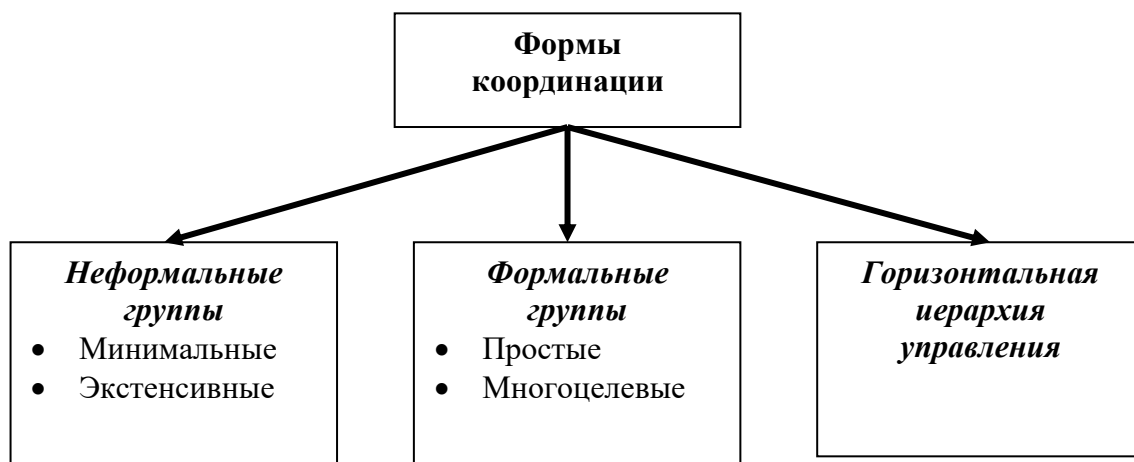 Формы
координации
Неформальные
группы
• Минимальные
• Экстенсивные
Формальные
группы
• Простые
• Многоцелевые
Горизонтальная
иерархия
управления